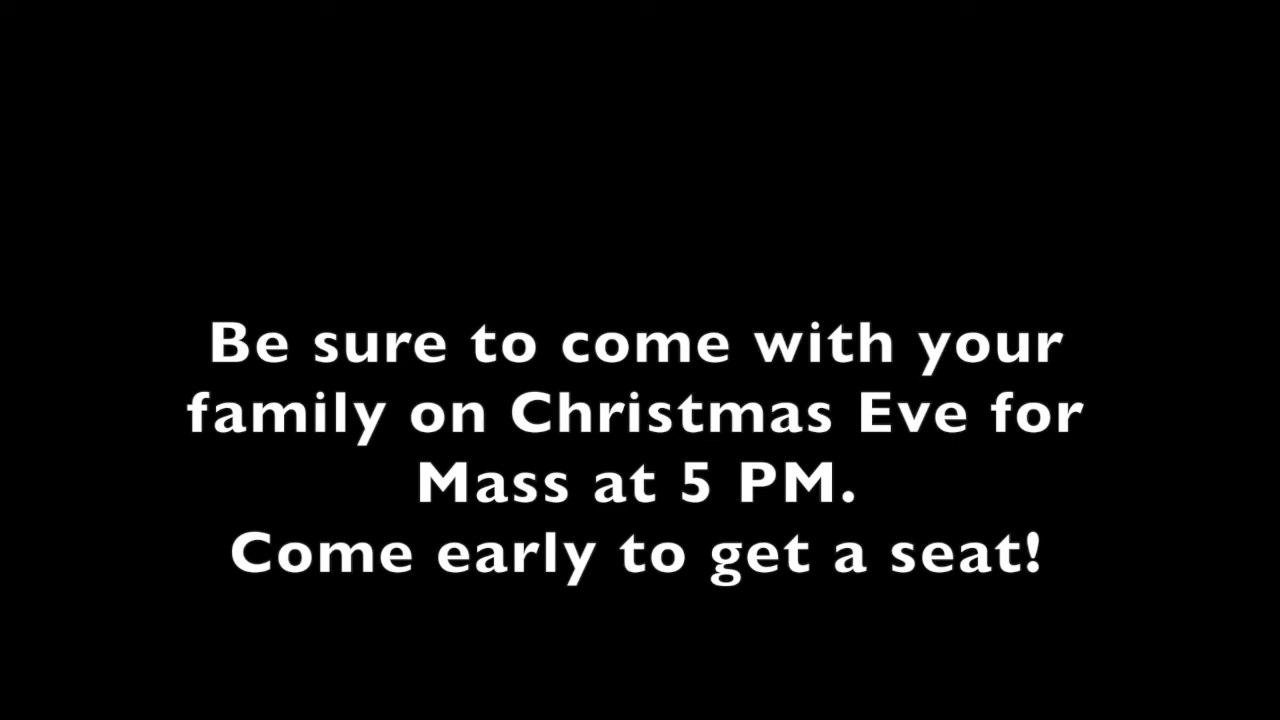 Be sure to come with your
family on Christmas Eve for
Mass at 5 PM.
Come early to get a seat!